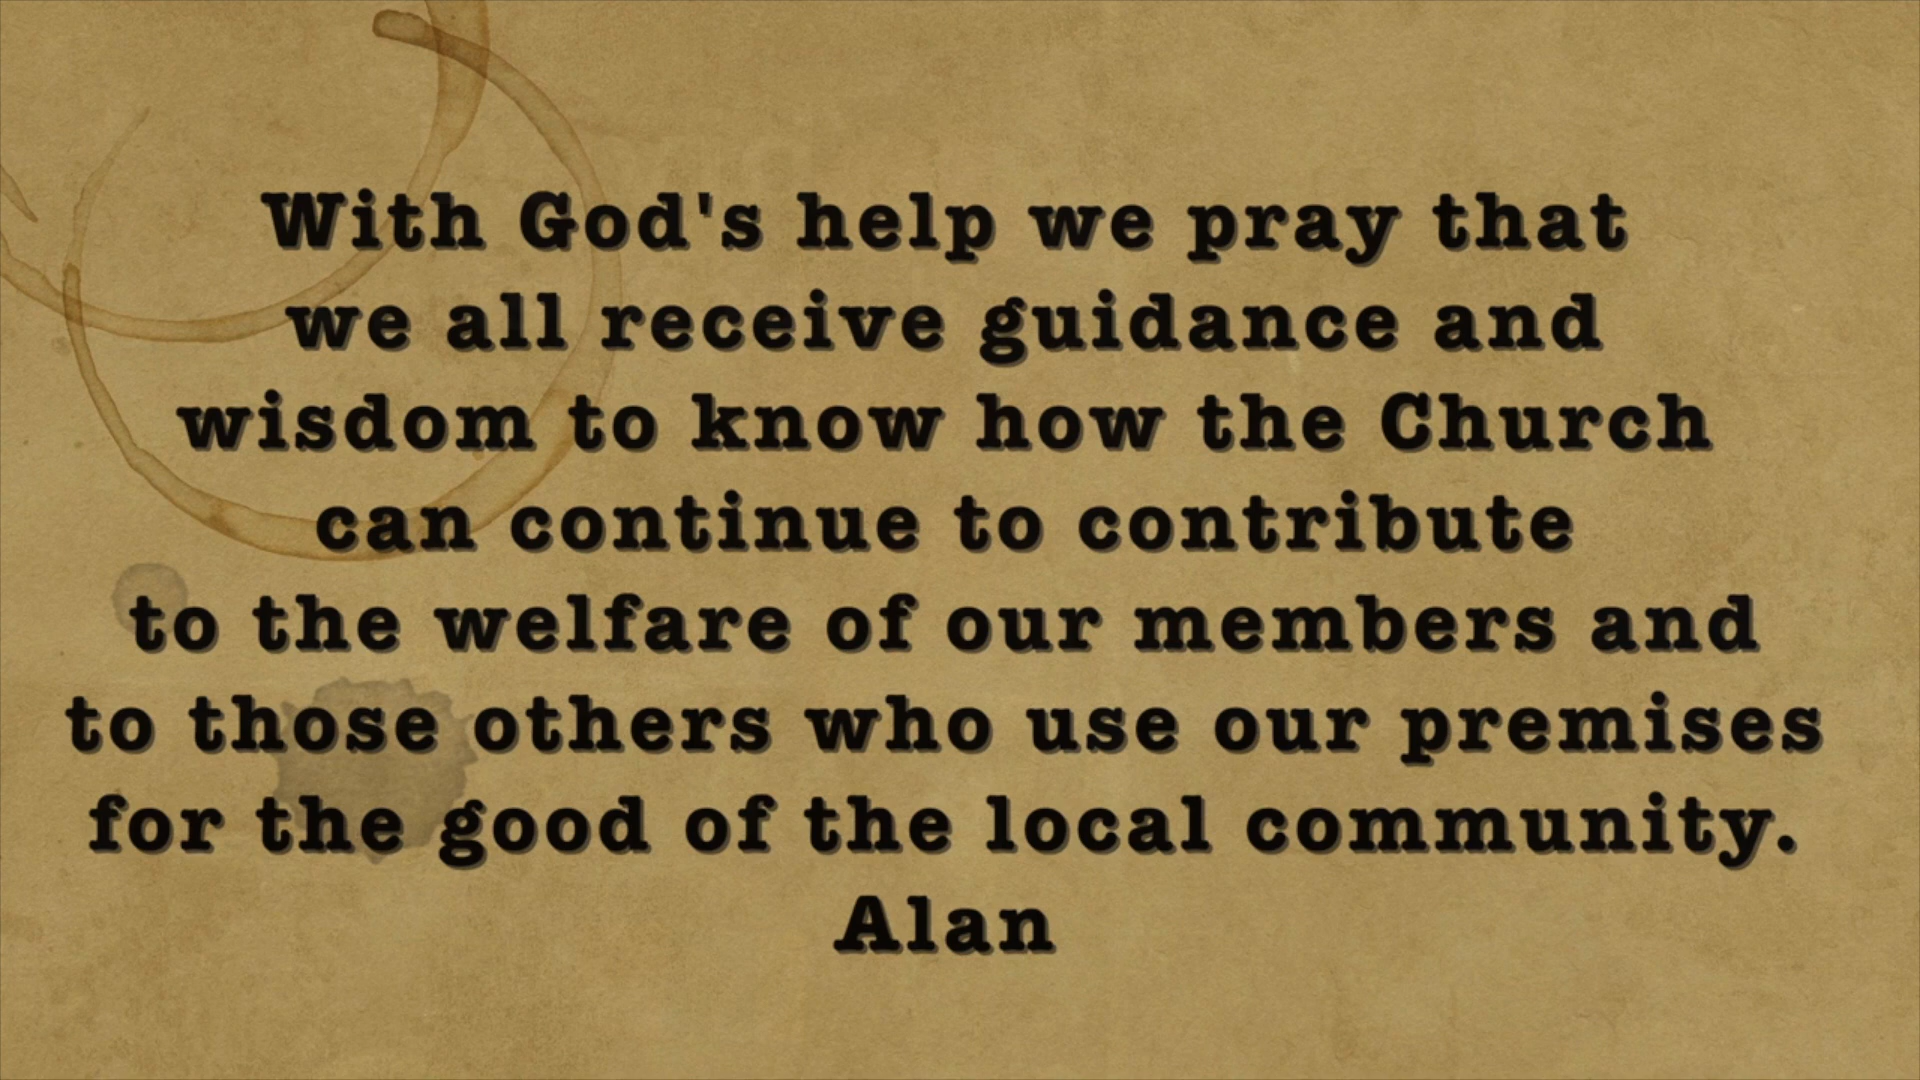 With God's help we pray that
we all receive guidance and
wisdom to know how the Church
can continue to contribute
to the welfare of our members and
to those others who use our premises
for the good of the local community.
Alan